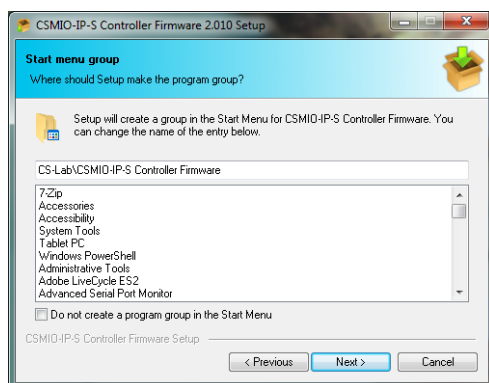 CSMIO-IP-S Controller Firmware 2.010 Setup
Start menu group
Where should Setup make the program group?
Setup will create a group in the Start Menu for CSMIO-IP-S Controller Firmware. You
can change the name of the entry below.
CS-Lab\CSMIO-IP-S Controller Firmware
7-Zip
Accessories
Accessibility
System Tools
Tablet PC
Windows PowerShell
Administrative Tools
Adobe LiveCycle ES2
Advanced Serial Port Monitor
Do not create a program group in the Start Menu
CSMIO-IP-S Controller Firmware Setup
< Previous
Next >
Cancel